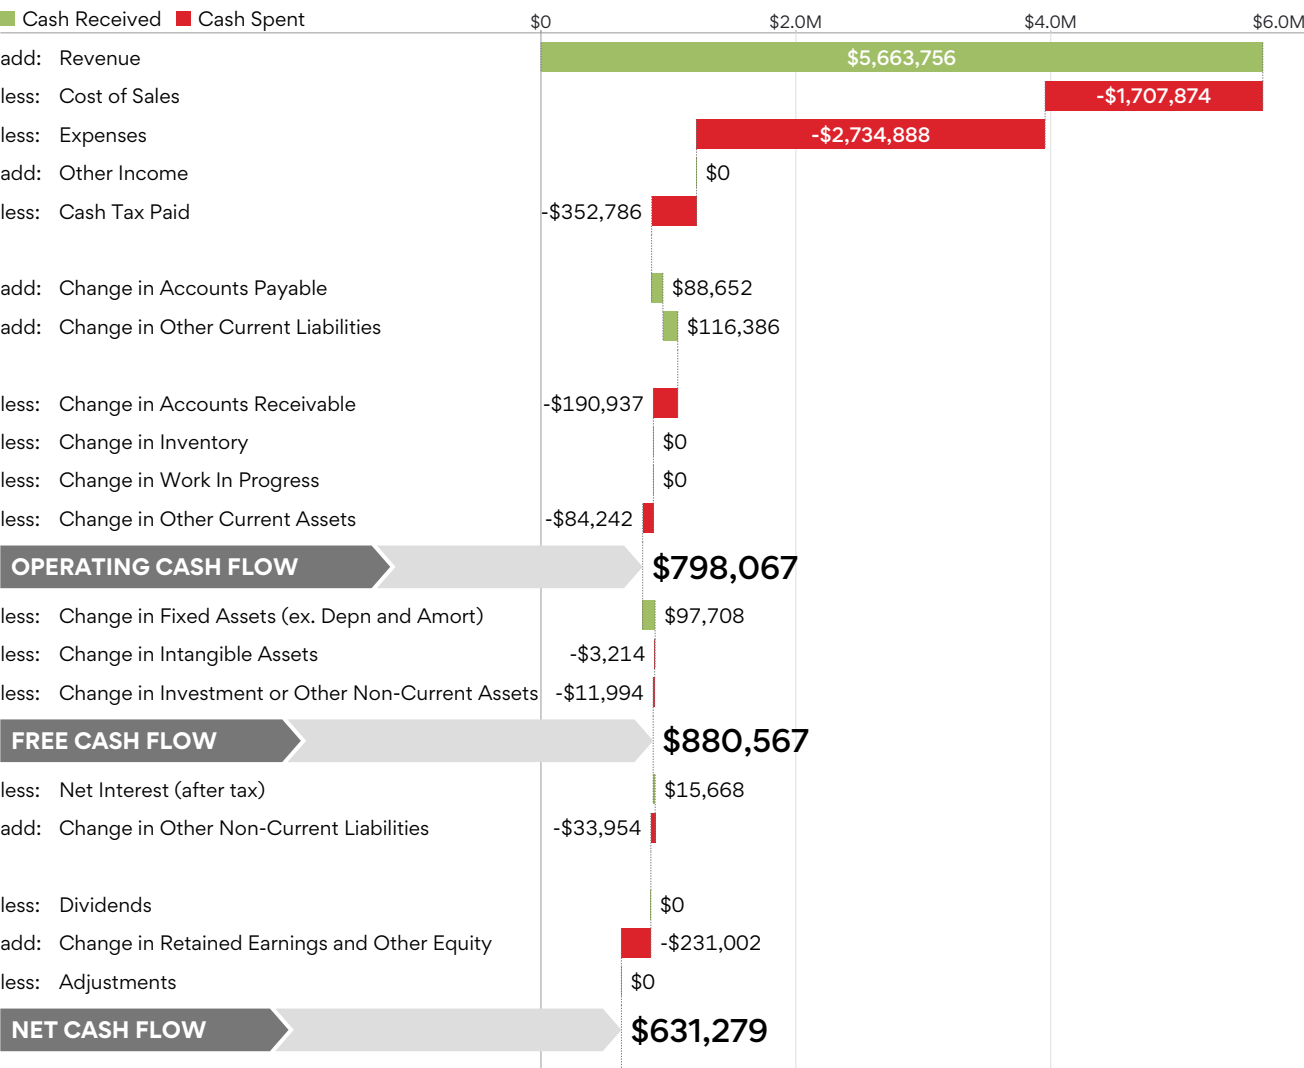 Cash Received Cash Spent $0 $2.0M $4.0M $6.0M
add: Revenue $5,663,756
less: Cost of Sales -$1,707,874
less: Expenses -$2,734,888
add: Other Income $0
less: Cash Tax Paid -$352,786
add: Change in Accounts Payable $88,652
add: Change in Other Current Liabilities $116,386
less: Change in Accounts Receivable -$190,937
less: Change in Inventory $0
less: Change in Work In Progress $0
less: Change in Other Current Assets -$84,242
OPERATING CASH FLOW $798,067
less: Change in Fixed Assets (ex. Depn and Amort) $97,708
less: Change in Intangible Assets -$3,214
less: Change in Investment or Other Non-Current Assets -$11,994
FREE CASH FLOW $880,567
less: Net Interest (after tax) $15,668
add: Change in Other Non-Current Liabilities -$33,954
less: Dividends $0
add: Change in Retained Earnings and Other Equity -$231,002
less: Adjustments $0
NET CASH FLOW $631,279